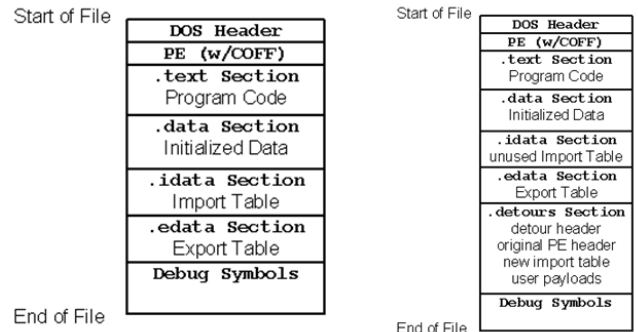 Start of File
DOS Header
PE (w/COFF)
.text Section
Program Code
.data Section
Initialized Data
.idata Section
Import Table
.edata Section
Export Table
Debug Symbols
End of File
Start of File
DOS Header
PE (w/COFF)
.text Section
Program Code
.data Section
Initialized Data
.idata Section
unused Import Table
.edata Section
Export Table
.detours Section
detour header
original PE header
new import table
user payloads
Debug Symbols
End of File